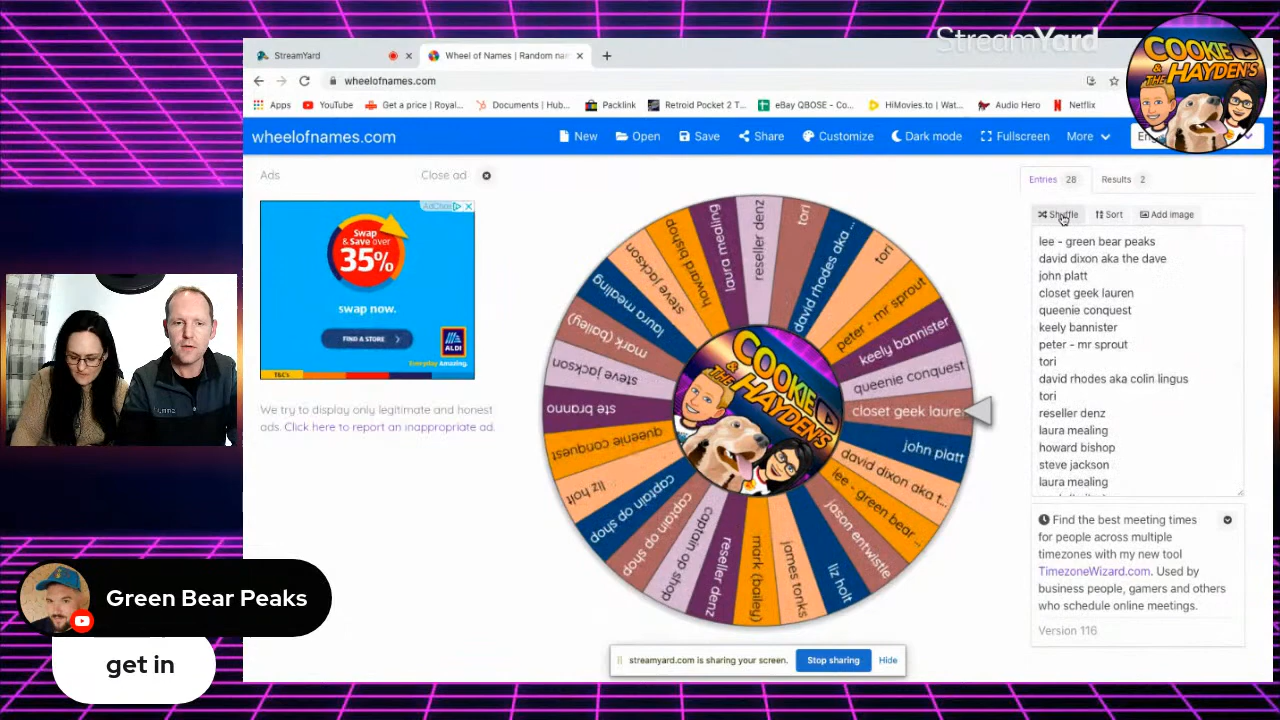 StreamYard
COOKIE
& THE HAYDEN'S
StreamYard
Wheel of Names | Random na
wheelofnames.com
Apps
YouTube
Get a price | Royal...
Documents | Hub...
Packlink
Retroid Pocket 2 T...
eBay QBOSE - Co...
HiMovies.to | Wat...
Audio Hero
Netflix
wheelofnames.com
New
Open
Save
Share
Customize
Dark mode
Fullscreen
More
Ads
Close ad
Swap
& Save over
35%
swap now.
FIND A STORE
ALDI
Everyday Amazing.
T&C's
We try to display only legitimate and honest
ads. Click here to report an inappropriate ad.
reseller denz
tori
david rhodes aka ...
tori
peter - mr sprout
keely bannister
queenie conquest
closet geek laure
john platt
david dixon aka t...
lee - green bear ...
jason entwistle
liz holt
james tonks
mark (bailey)
reseller denz
captain op shop
captain op shop
captain op shop
liz holt
queenie conquest
ste branno
steve jackson
mark (bailey)
laura mealing
steve jackson
howard bishop
laura mealing
COOKIE
& THE HAYDEN'S
Entries 28
Results 2
Shuffle
Sort
Add image
lee - green bear peaks
david dixon aka the dave
john platt
closet geek lauren
queenie conquest
keely bannister
peter - mr sprout
tori
david rhodes aka colin lingus
tori
reseller denz
laura mealing
howard bishop
steve jackson
laura mealing
Find the best meeting times
for people across multiple
timezones with my new tool
TimezoneWizard.com. Used by
business people, gamers and others
who schedule online meetings.
Version 116
streamyard.com is sharing your screen.
Stop sharing
Hide
Green Bear Peaks
get in